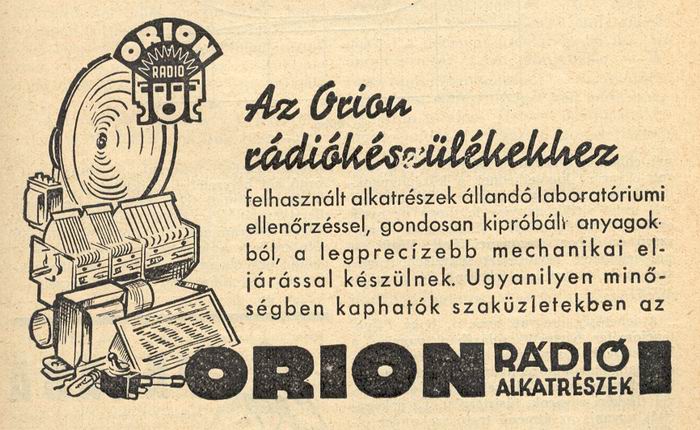 ORION
RADIO
Az Orion
rádiókészülékekhez
felhasznált alkatrészek állandó laboratóriumi
ellenőrzéssel, gondosan kipróbált anyagok-
ból, a legprecízebb mechanikai el-
járással készülnek. Ugyanilyen minő-
ségben kaphatók szaküzletekben az
ORION RÁDIÓ
ALKATRÉSZEK